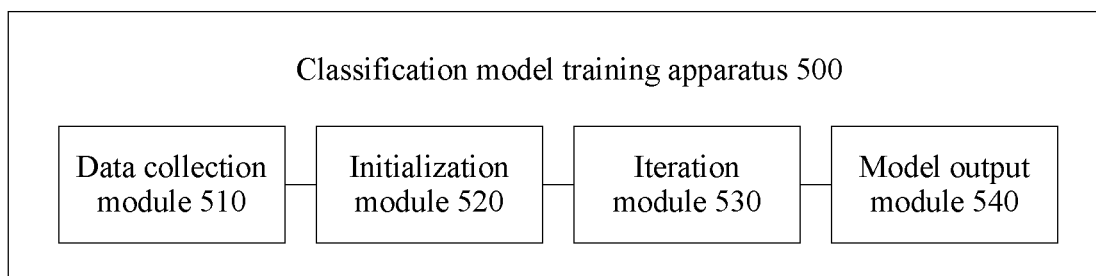 Classification model training apparatus 500
Data collection
module 510
Initialization
module 520
Iteration
module 530
Model output
module 540